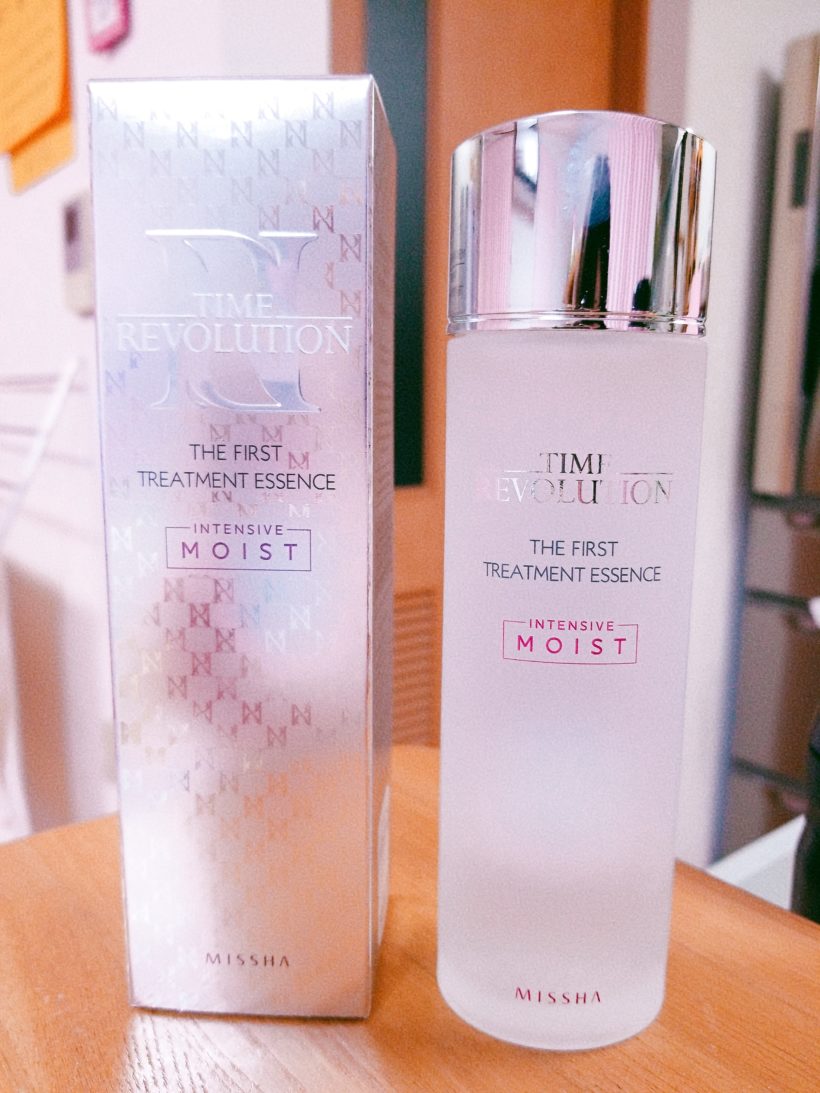 TIME
REVOLUTION
THE FIRST
TREATMENT ESSENCE
INTENSIVE
MOIST
MISSHA
TIME
REVOLUTION
THE FIRST
TREATMENT ESSENCE
INTENSIVE
MOIST
MISSHA